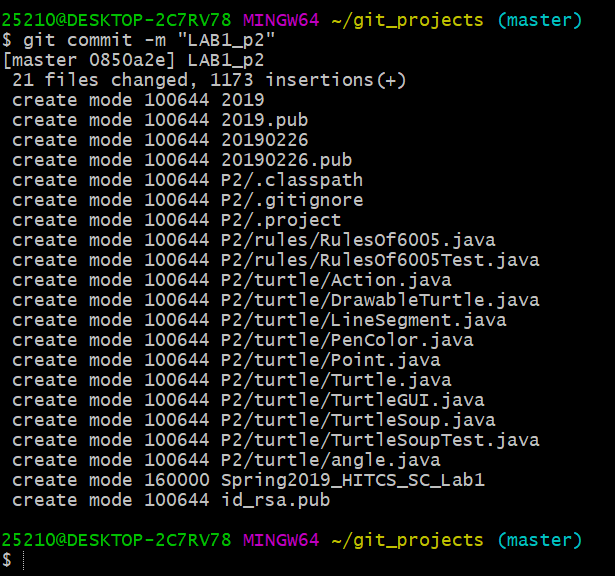 25210@DESKTOP-2C7RV78 MINGW64 ~/git_projects (master)
$ git commit -m "LAB1_p2"
[master 0850a2e] LAB1_p2
 21 files changed, 1173 insertions(+)
 create mode 100644 2019
 create mode 100644 2019.pub
 create mode 100644 20190226
 create mode 100644 20190226.pub
 create mode 100644 P2/.classpath
 create mode 100644 P2/.gitignore
 create mode 100644 P2/.project
 create mode 100644 P2/rules/RulesOf6005.java
 create mode 100644 P2/rules/RulesOf6005Test.java
 create mode 100644 P2/turtle/Action.java
 create mode 100644 P2/turtle/DrawableTurtle.java
 create mode 100644 P2/turtle/LineSegment.java
 create mode 100644 P2/turtle/PenColor.java
 create mode 100644 P2/turtle/Point.java
 create mode 100644 P2/turtle/Turtle.java
 create mode 100644 P2/turtle/TurtleGUI.java
 create mode 100644 P2/turtle/TurtleSoup.java
 create mode 100644 P2/turtle/TurtleSoupTest.java
 create mode 100644 P2/turtle/angle.java
 create mode 160000 Spring2019_HITCS_SC_Lab1
 create mode 100644 id_rsa.pub
25210@DESKTOP-2C7RV78 MINGW64 ~/git_projects (master)
$